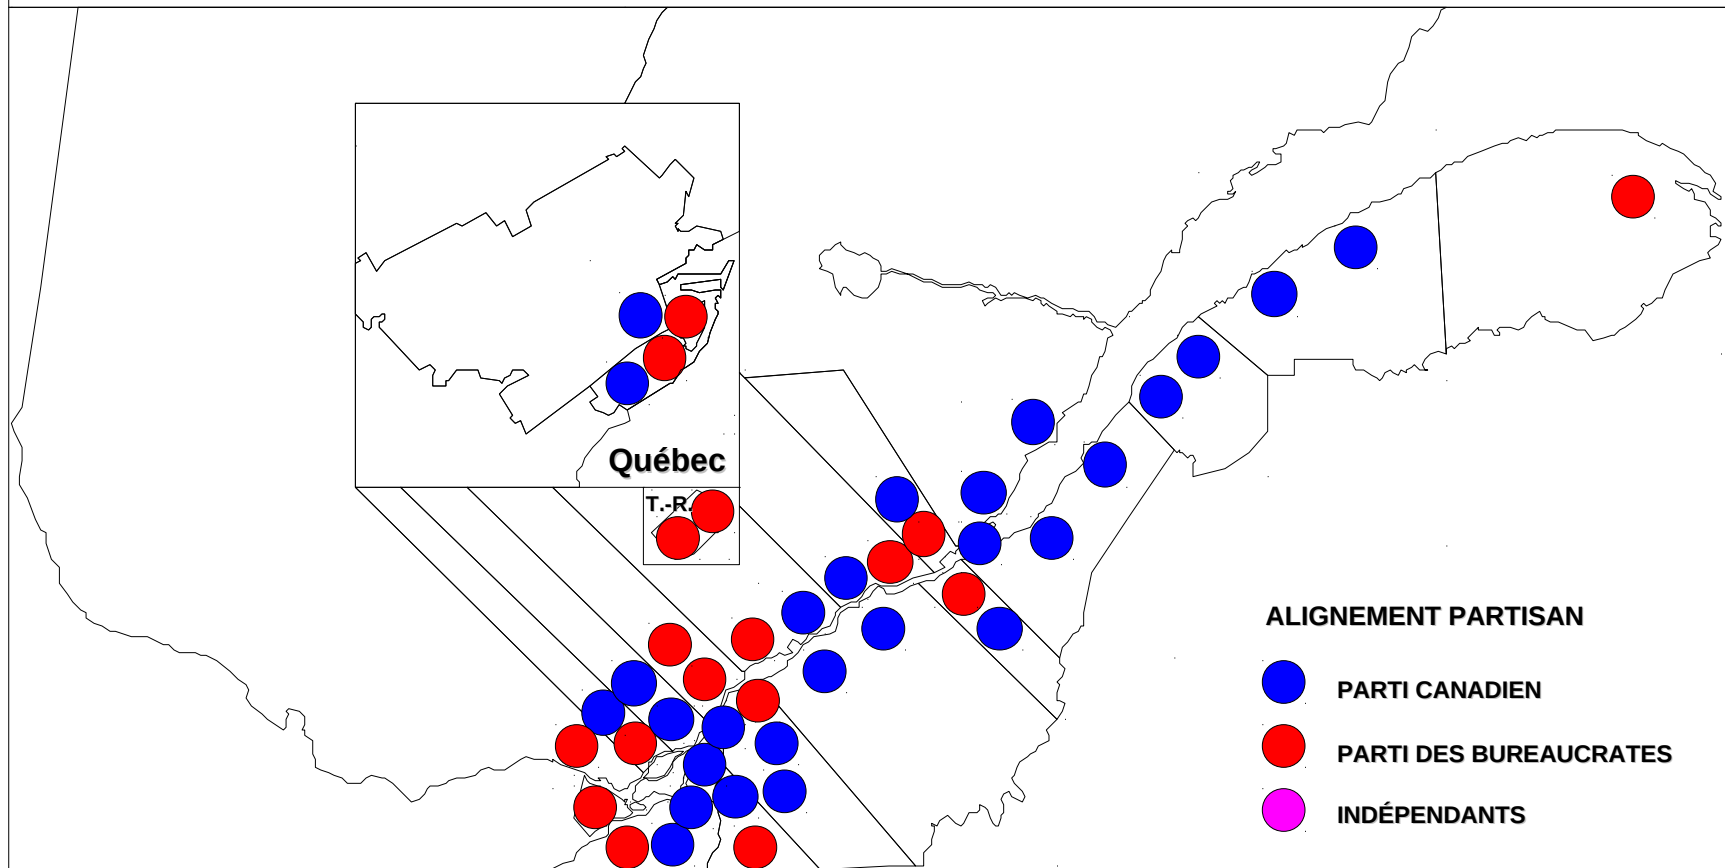 Québec
T.-R.
ALIGNEMENT PARTISAN
PARTI CANADIEN
PARTI DES BUREAUCRATES
INDÉPENDANTS